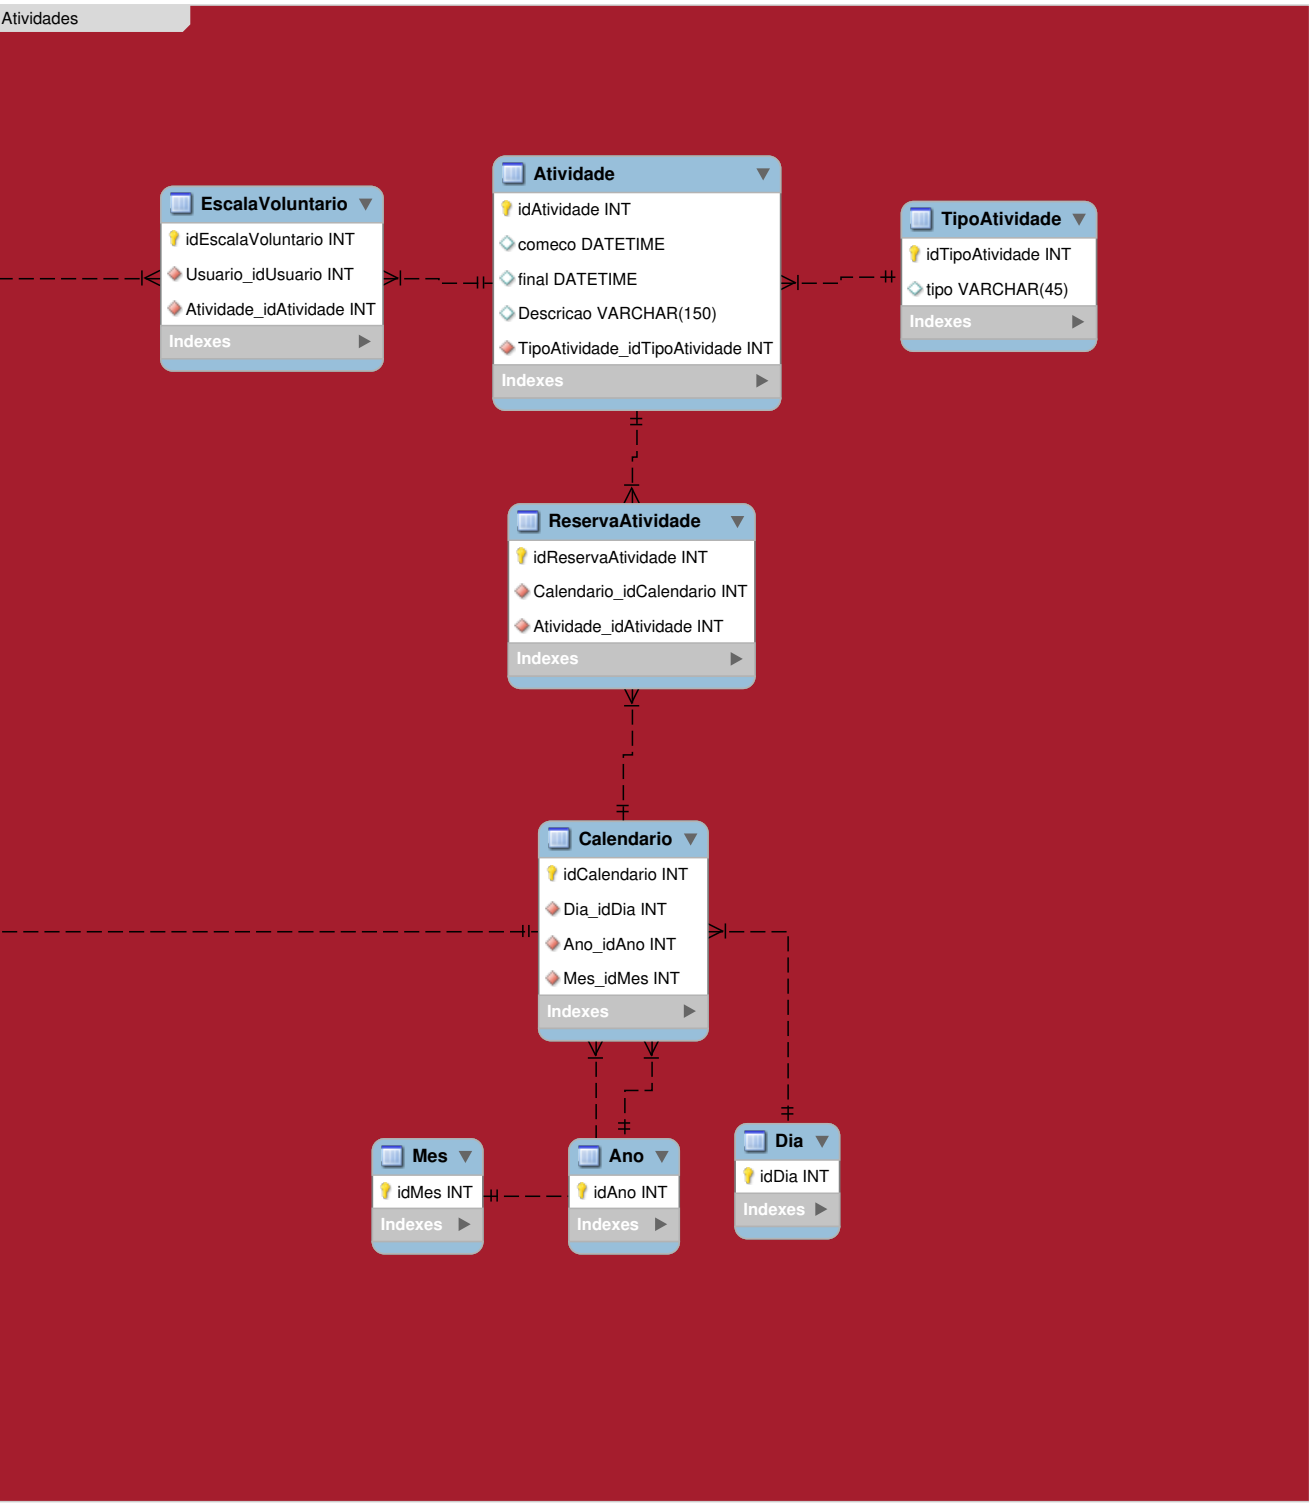 Atividades
EscalaVoluntario
idEscalaVoluntario INT
Usuario_idUsuario INT
Atividade_idAtividade INT
Indexes
Atividade
idAtividade INT
comeco DATETIME
final DATETIME
Descricao VARCHAR(150)
TipoAtividade_idTipoAtividade INT
Indexes
TipoAtividade
idTipoAtividade INT
tipo VARCHAR(45)
Indexes
ReservaAtividade
idReservaAtividade INT
Calendario_idCalendario INT
Atividade_idAtividade INT
Indexes
Calendario
idCalendario INT
Dia_idDia INT
Ano_idAno INT
Mes_idMes INT
Indexes
Mes
idMes INT
Indexes
Ano
idAno INT
Indexes
Dia
idDia INT
Indexes